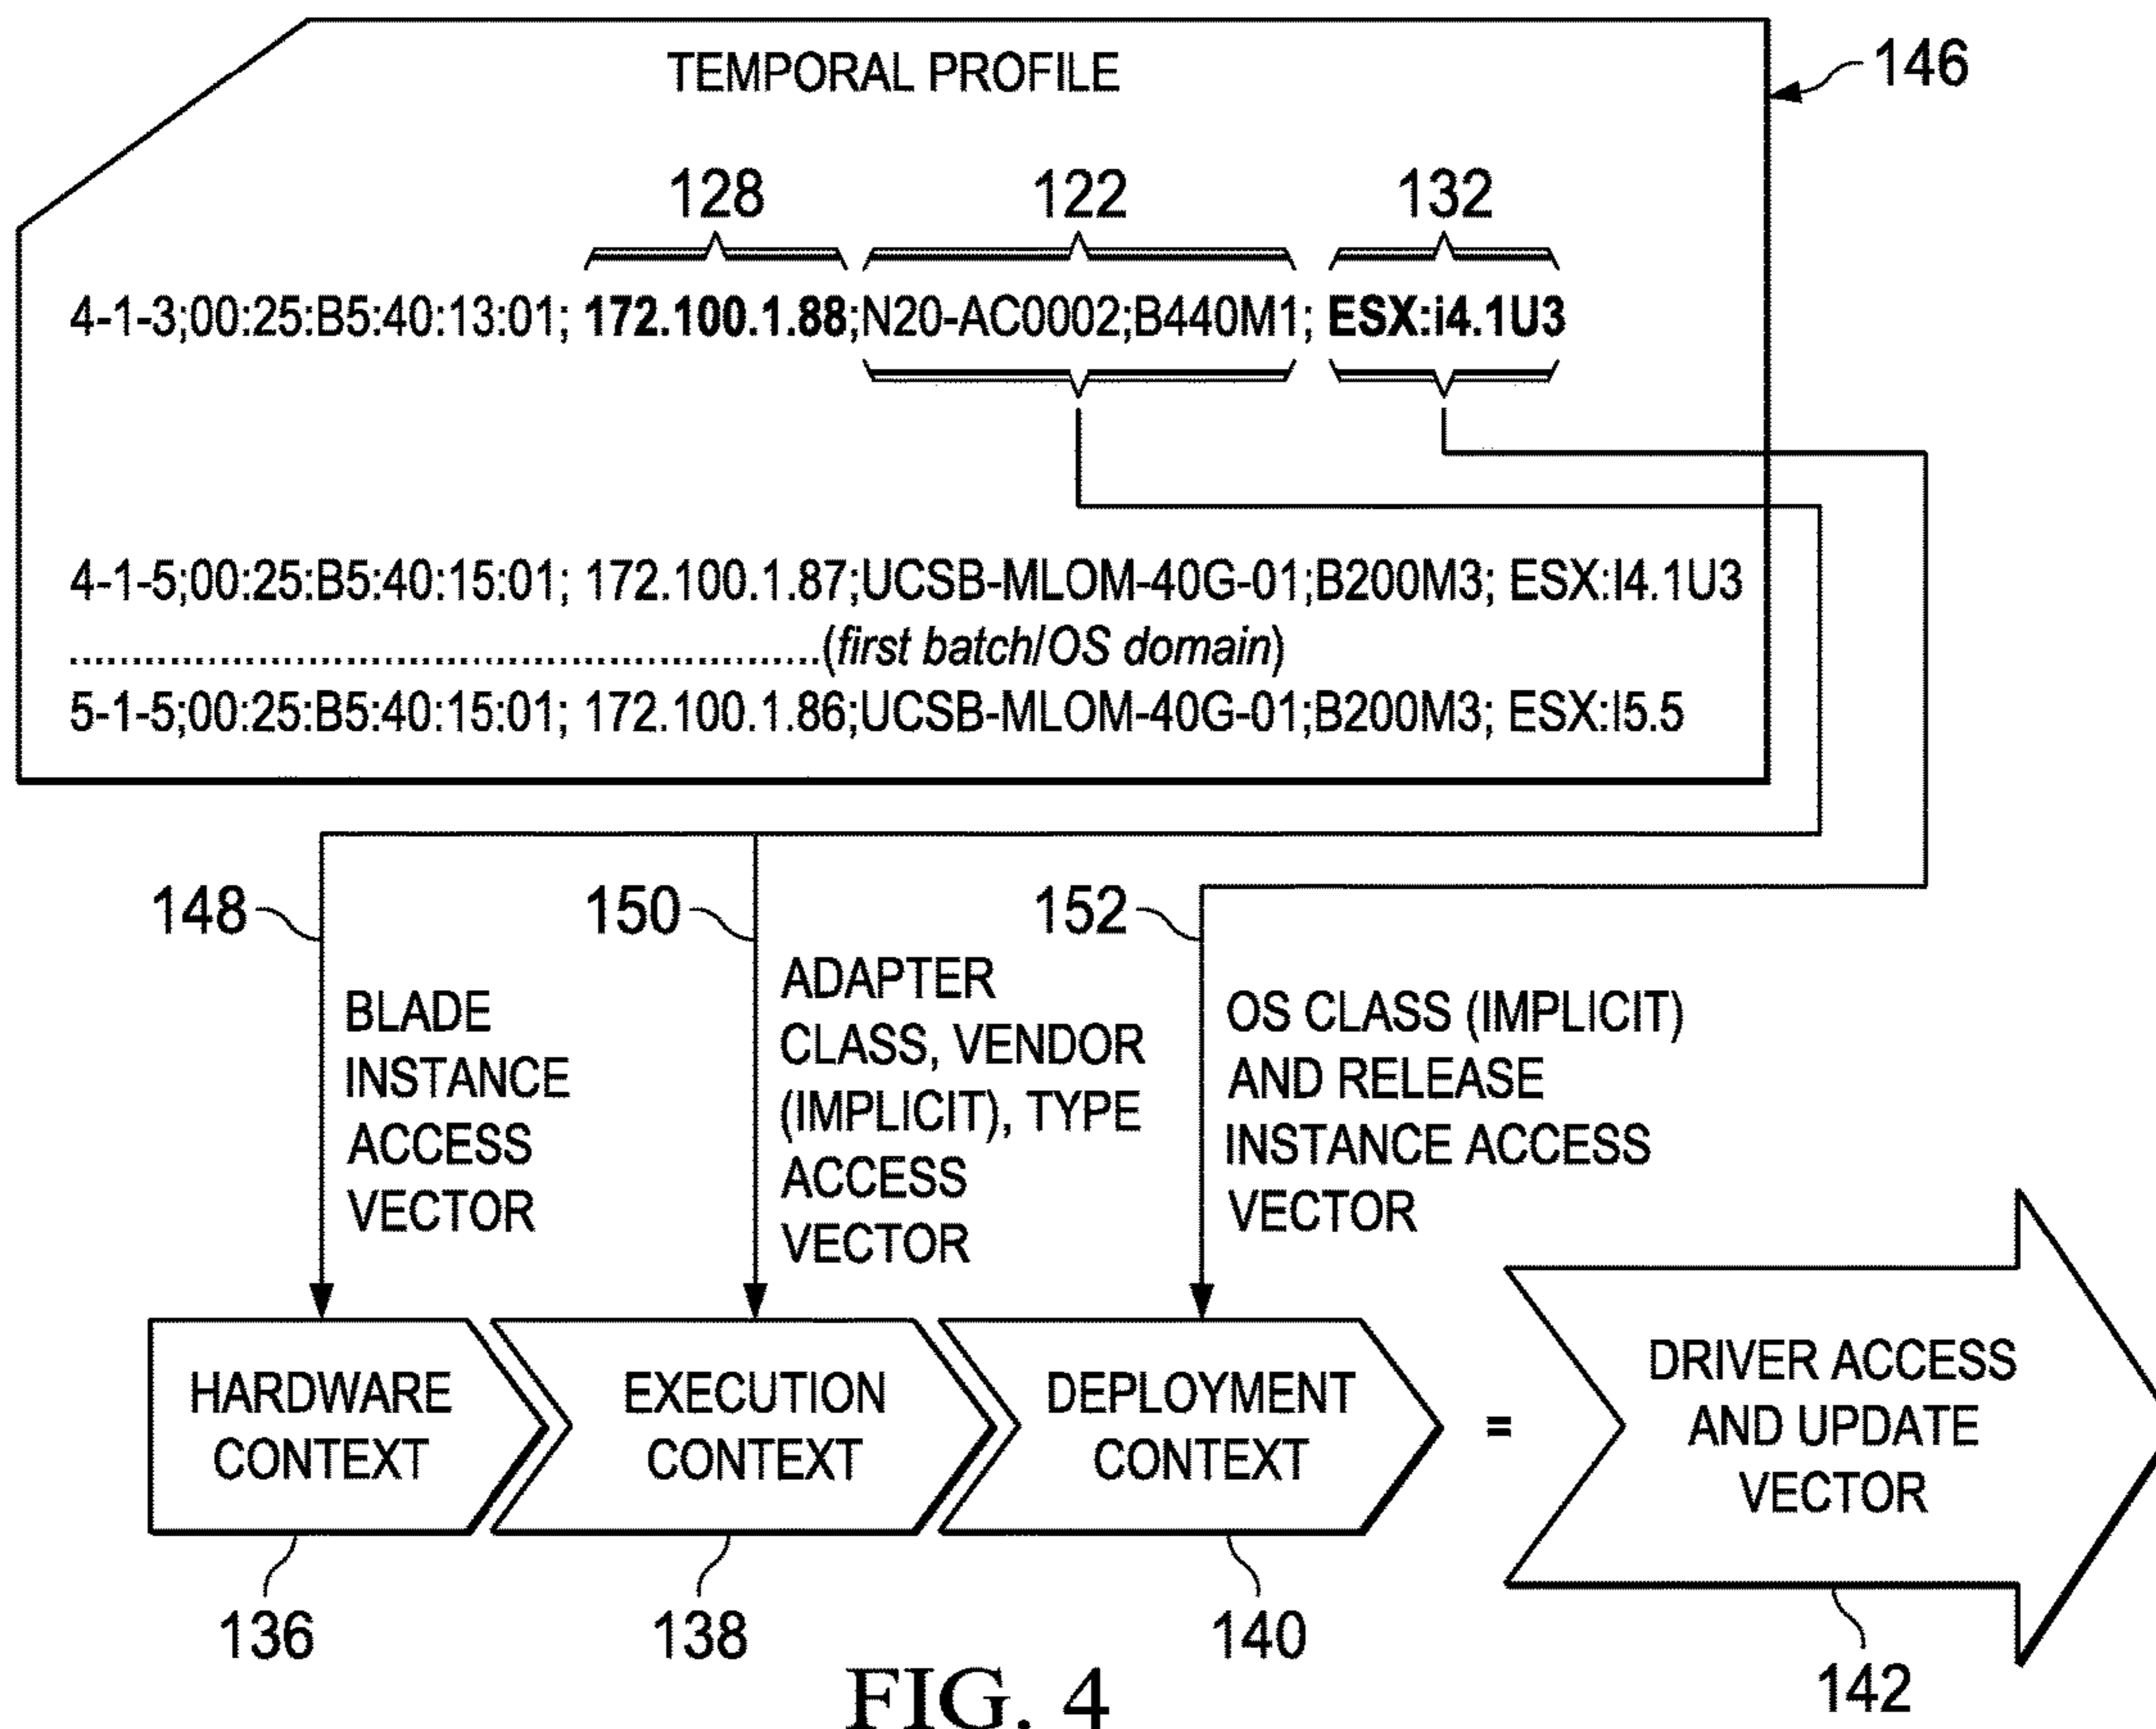 TEMPORAL PROFILE
146
128
122
132
4-1-3;00:25:B5:40:13:01; 172.100.1.88;N20-AC0002;B440M1; ESX:i4.1U3
4-1-5;00:25:B5:40:15:01; 172.100.1.87;UCSB-MLOM-40G-01;B200M3; ESX:I4.1U3
............................................................(first batch/OS domain)
5-1-5;00:25:B5:40:15:01; 172.100.1.86;UCSB-MLOM-40G-01;B200M3; ESX:I5.5
148
BLADE
INSTANCE
ACCESS
VECTOR
150
ADAPTER
CLASS, VENDOR
(IMPLICIT), TYPE
ACCESS
VECTOR
152
OS CLASS (IMPLICIT)
AND RELEASE
INSTANCE ACCESS
VECTOR
HARDWARE
CONTEXT
EXECUTION
CONTEXT
DEPLOYMENT
CONTEXT
=
DRIVER ACCESS
AND UPDATE
VECTOR
136
138
140
142
FIG. 4